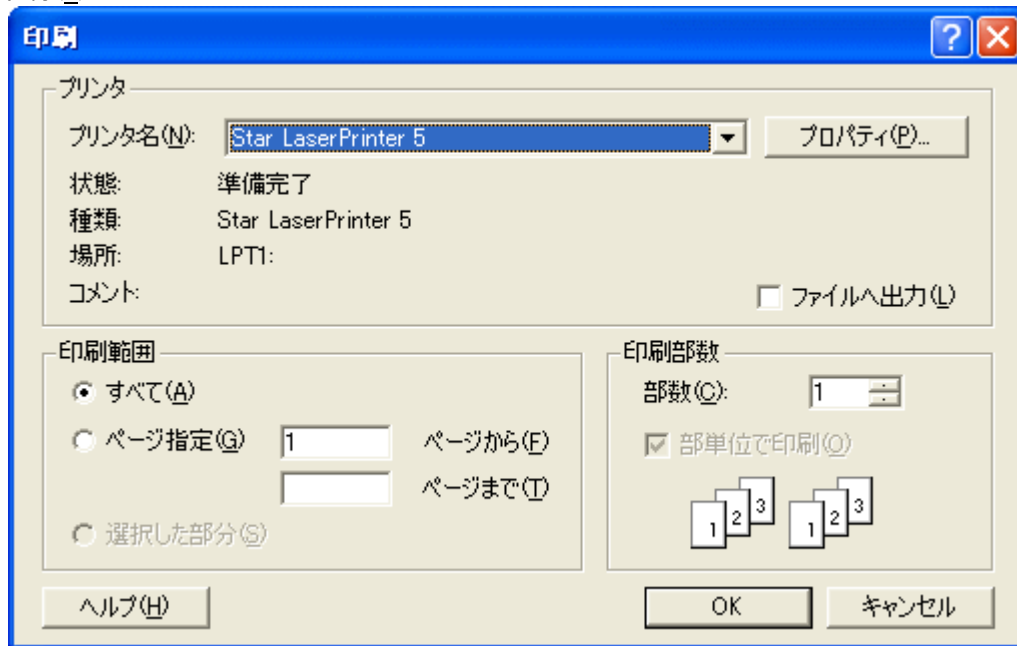 印刷
プリンタ
プリンタ名(N): Star LaserPrinter 5 プロパティ(P)...
状態: 準備完了
種類: Star LaserPrinter 5
場所: LPT1:
コメント: ファイルへ出力(L)
印刷範囲
すべて(A)
ページ指定(G) 1 ページから(F)
ページまで(T)
選択した部分(S)
印刷部数
部数(C): 1
部単位で印刷(O)
1 2 3 1 2 3
ヘルプ(H) OK キャンセル